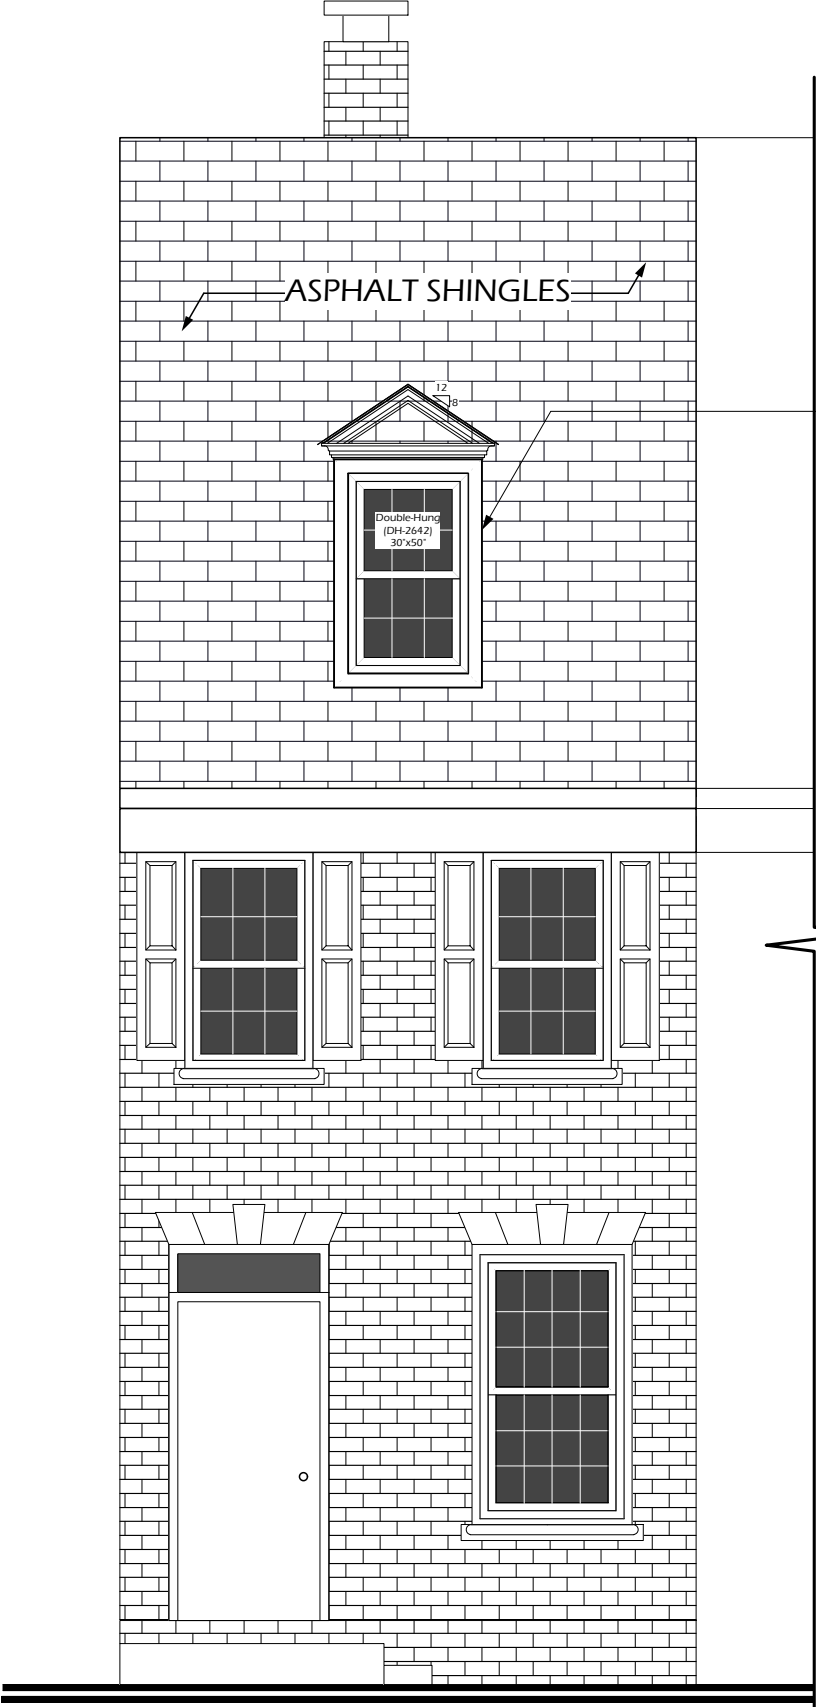 ASPHALT SHINGLES
12
8
Double-Hung
(DH-2642)
30"x50"